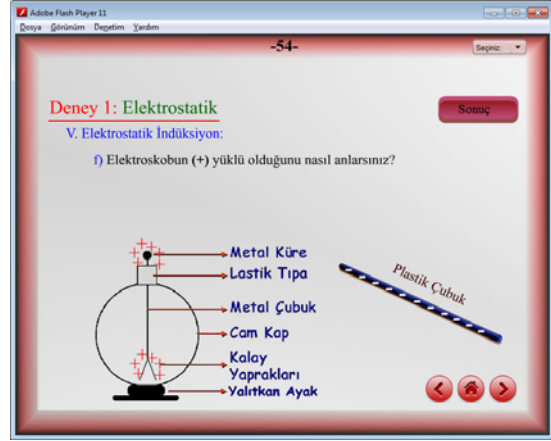 Adobe Flash Player 11
Dosya Görünüm Denetim Yardım
-54-
Seçiniz:
Deney 1: Elektrostatik
Sonuç
V. Elektrostatik İndüksiyon:
f) Elektroskobun (+) yüklü olduğunu nasıl anlarsınız?
Metal Küre
Lastik Tıpa
Plastik Çubuk
Metal Çubuk
Cam Kap
Kalay
Yaprakları
Yalıtkan Ayak